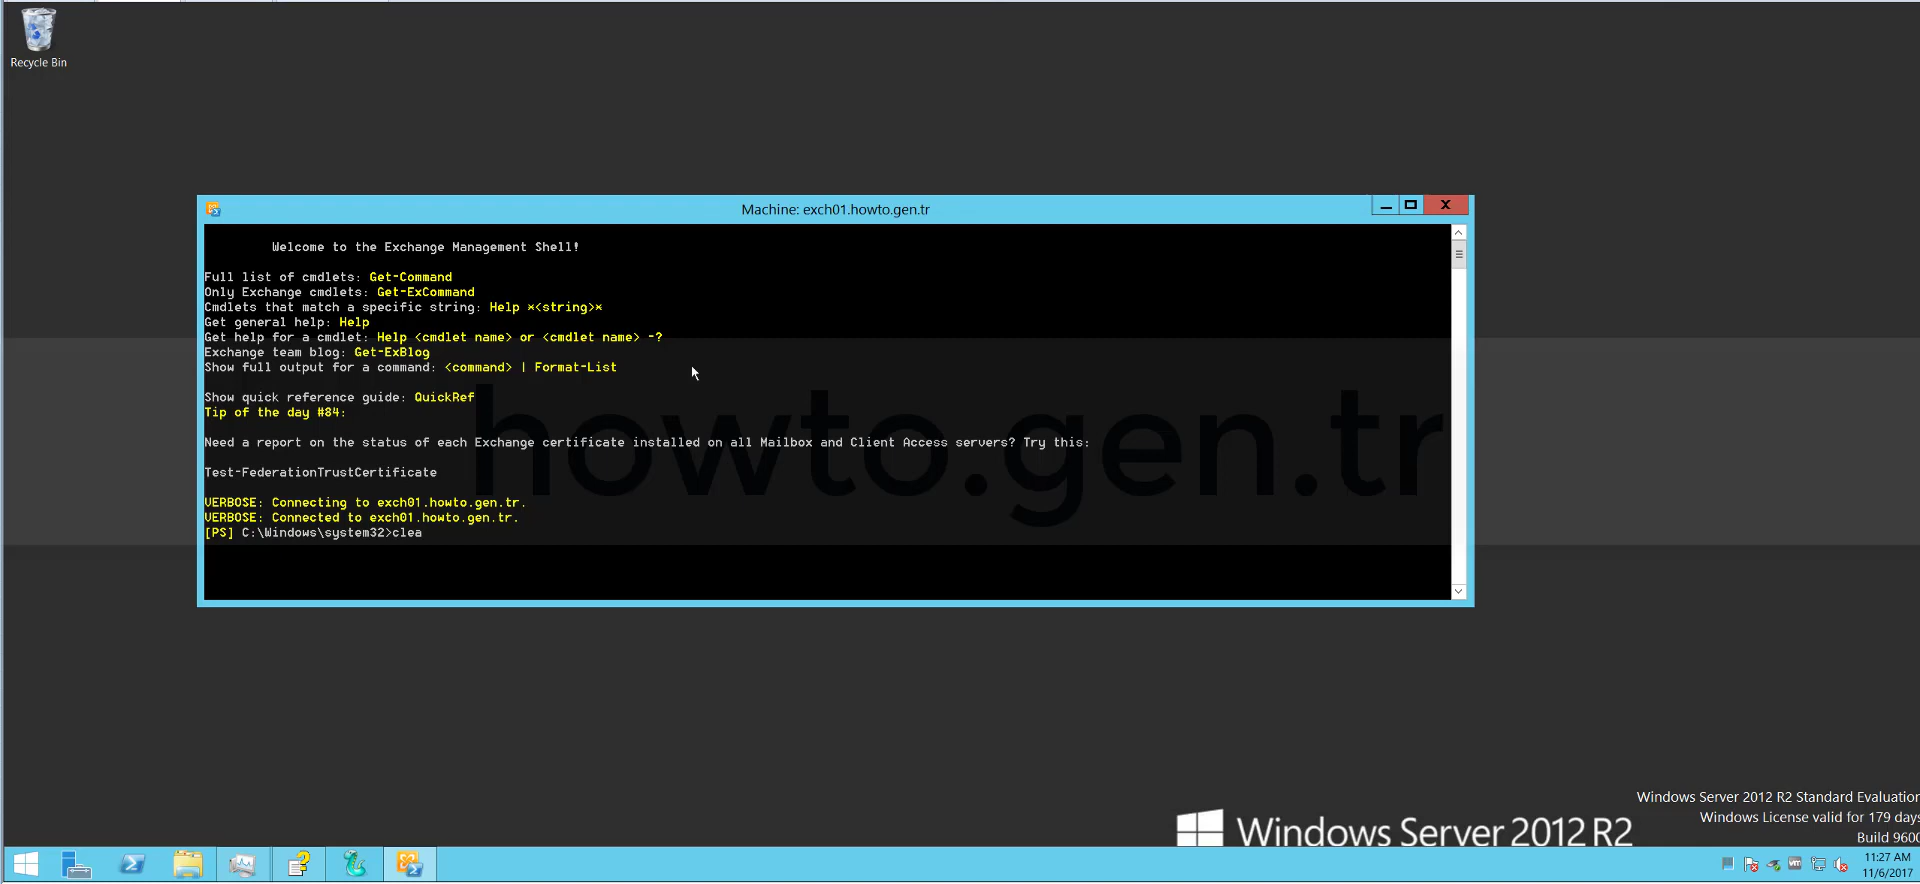 Recycle Bin
Machine: exch01.howto.gen.tr
Welcome to the Exchange Management Shell!
Full list of cmdlets: Get-Command
Only Exchange cmdlets: Get-ExCommand
Cmdlets that match a specific string: Help *<string>*
Get general help: Help
Get help for a cmdlet: Help <cmdlet name> or <cmdlet name> -?
Exchange team blog: Get-ExBlog
Show full output for a command: <command> | Format-List
Show quick reference guide: QuickRef
Tip of the day #84:
Need a report on the status of each Exchange certificate installed on all Mailbox and Client Access servers? Try this:
Test-FederationTrustCertificate
VERBOSE: Connecting to exch01.howto.gen.tr.
VERBOSE: Connected to exch01.howto.gen.tr.
[PS] C:\Windows\system32>clea
howto.gen.tr
Windows Server 2012 R2 Standard Evaluation
Windows License valid for 179 days
Build 9600
Windows Server 2012 R2
11:27 AM
11/6/2017